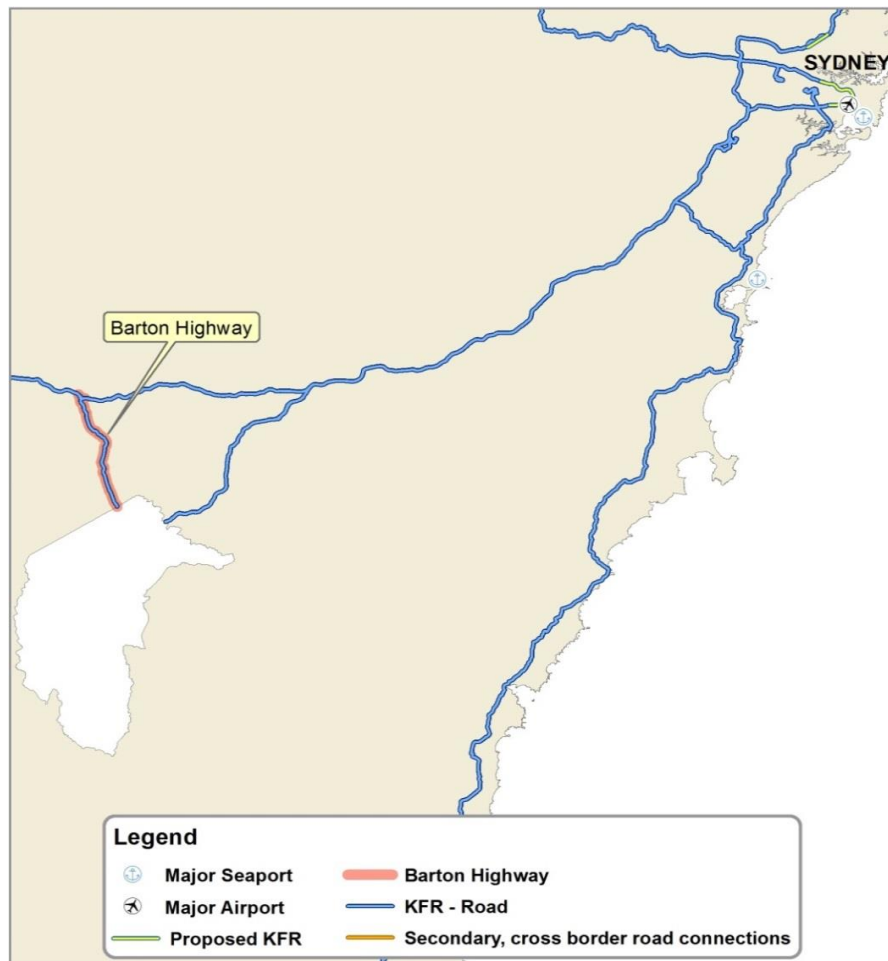 SYDNEY
Barton Highway
Legend
Major Seaport
Barton Highway
Major Airport
KFR - Road
Proposed KFR
Secondary, cross border road connections